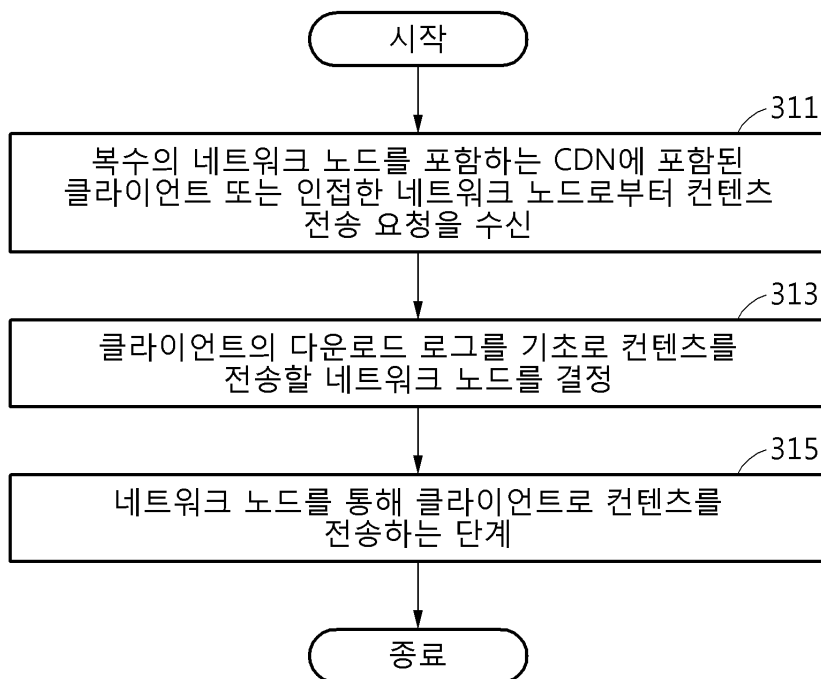 시작
311
복수의 네트워크 노드를 포함하는 CDN에 포함된
클라이언트 또는 인접한 네트워크 노드로부터 컨텐츠
전송 요청을 수신
313
클라이언트의 다운로드 로그를 기초로 컨텐츠를
전송할 네트워크 노드를 결정
315
네트워크 노드를 통해 클라이언트로 컨텐츠를
전송하는 단계
종료